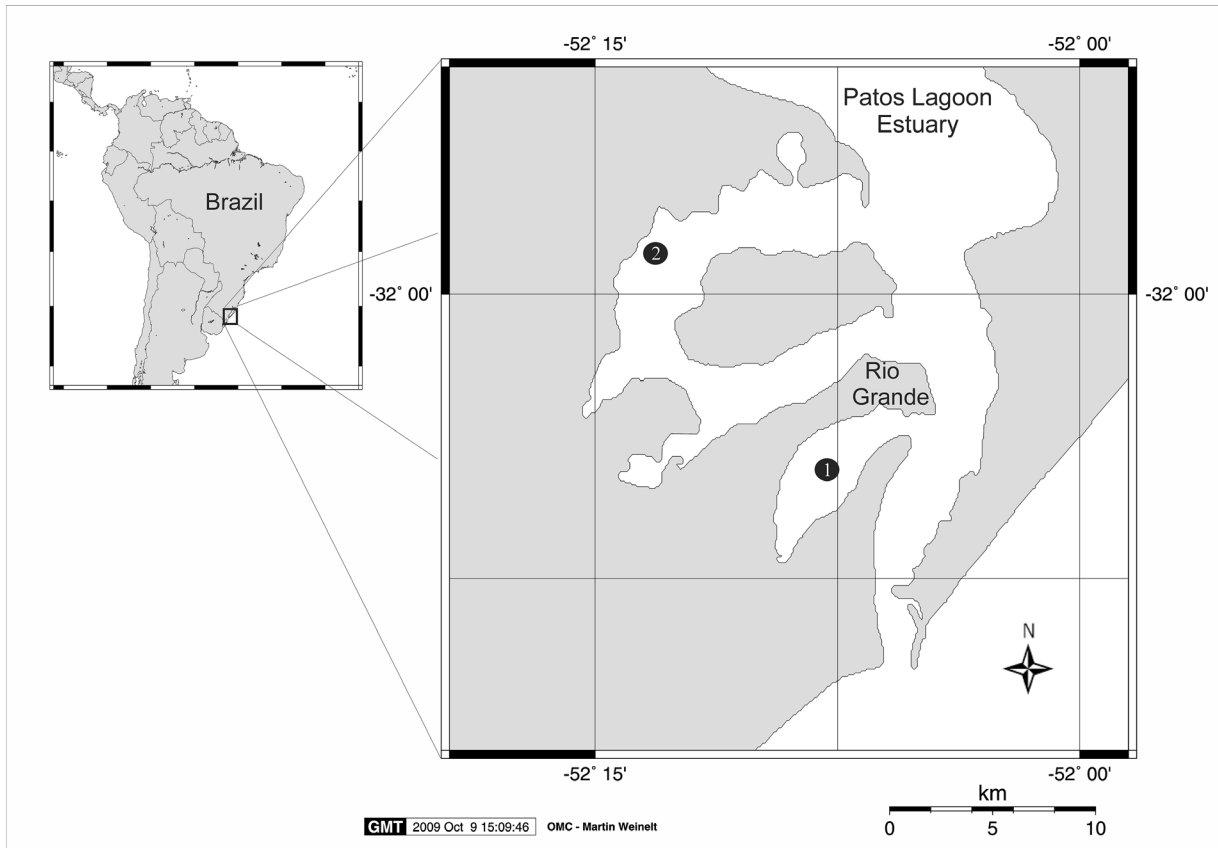 -52° 15'
-52° 00'
Patos Lagoon
Estuary
Brazil
2
-32° 00'
-32° 00'
Rio
Grande
1
N
-52° 15'
-52° 00'
km
0 5 10
GMT 2009 Oct 9 15:09:46 OMC - Martin Weinelt